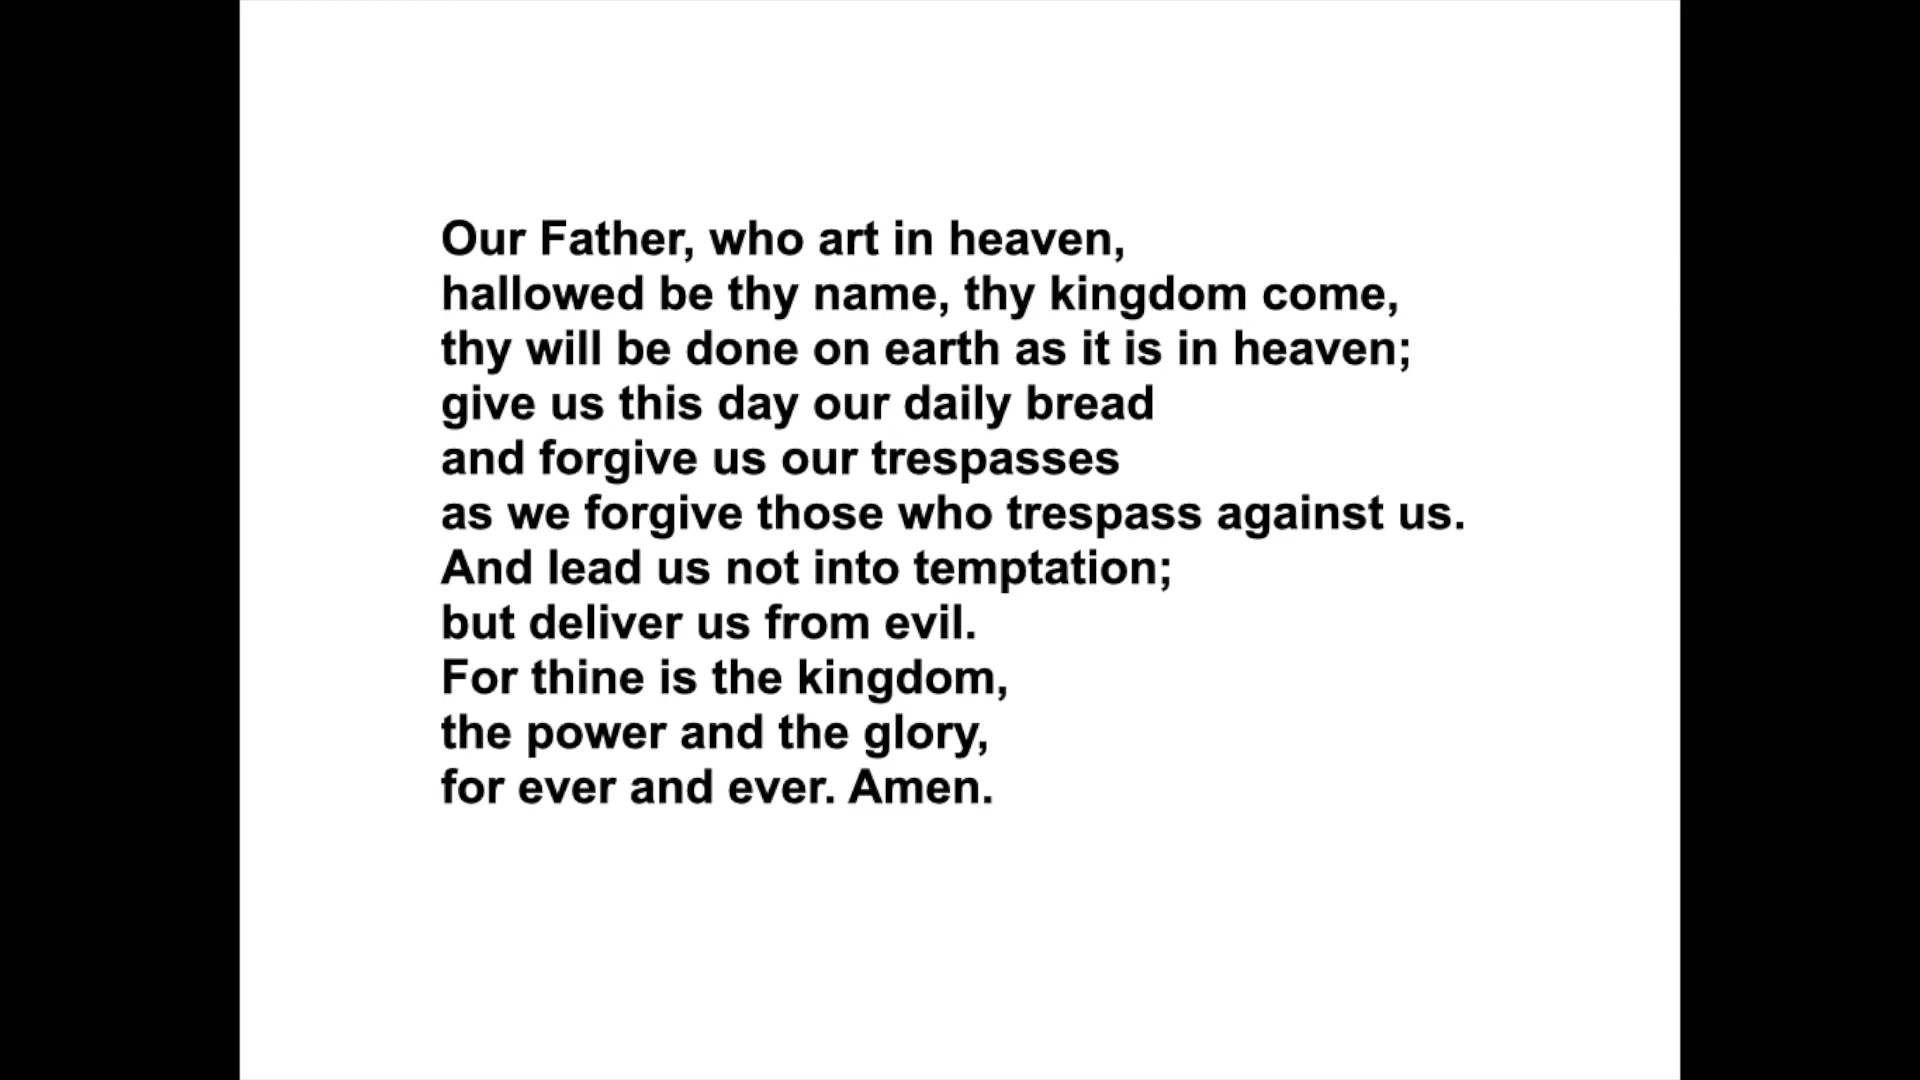 Our Father, who art in heaven,
hallowed be thy name, thy kingdom come,
thy will be done on earth as it is in heaven;
give us this day our daily bread
and forgive us our trespasses
as we forgive those who trespass against us.
And lead us not into temptation;
but deliver us from evil.
For thine is the kingdom,
the power and the glory,
for ever and ever. Amen.